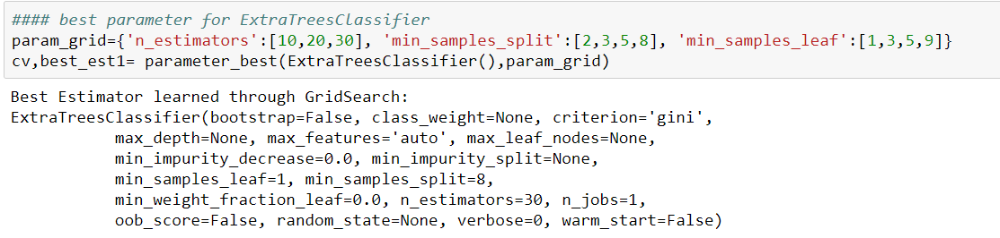 #### best parameter for ExtraTreesClassifier
param_grid={'n_estimators':[10,20,30], 'min_samples_split':[2,3,5,8], 'min_samples_leaf':[1,3,5,9]}
cv,best_est1= parameter_best(ExtraTreesClassifier(),param_grid)
Best Estimator learned through GridSearch:
ExtraTreesClassifier(bootstrap=False, class_weight=None, criterion='gini',
max_depth=None, max_features='auto', max_leaf_nodes=None,
min_impurity_decrease=0.0, min_impurity_split=None,
min_samples_leaf=1, min_samples_split=8,
min_weight_fraction_leaf=0.0, n_estimators=30, n_jobs=1,
oob_score=False, random_state=None, verbose=0, warm_start=False)